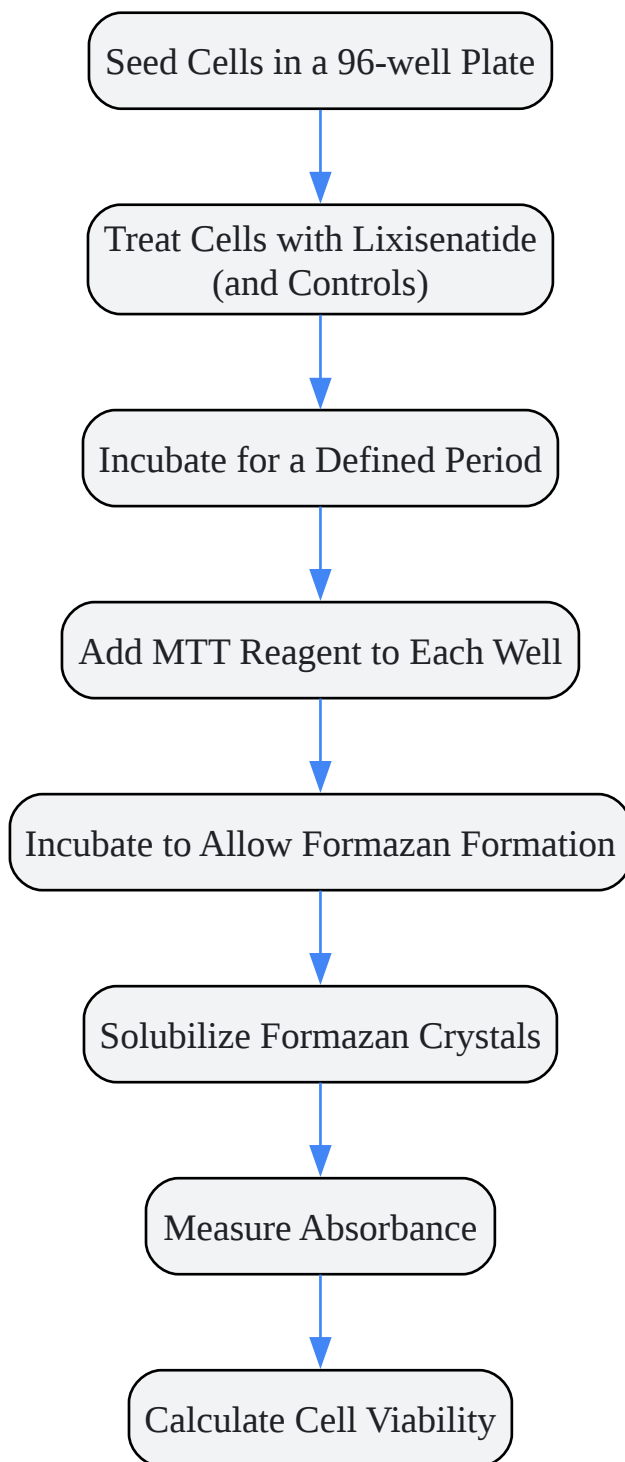 Seed Cells in a 96-well Plate
Treat Cells with Lixisenatide
(and Controls)
Incubate for a Defined Period
Add MTT Reagent to Each Well
Incubate to Allow Formazan Formation
Solubilize Formazan Crystals
Measure Absorbance
Calculate Cell Viability